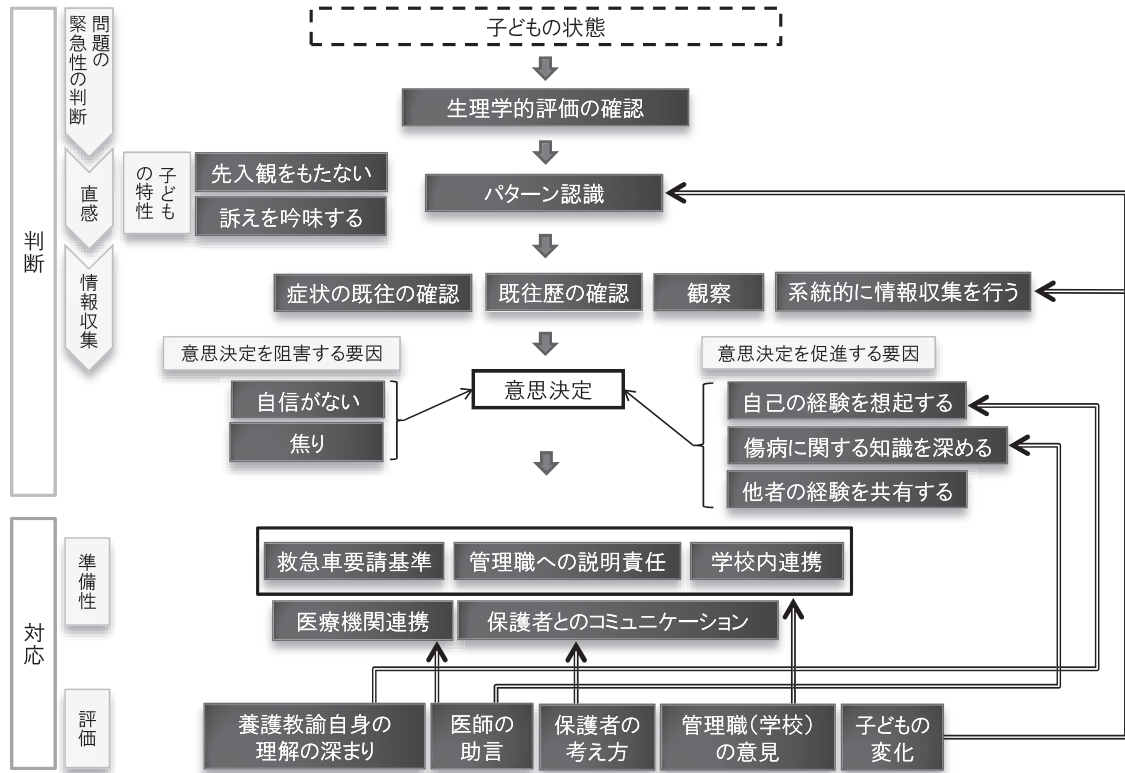 子どもの状態
問題の
緊急性の判断
生理学的評価の確認
判断
直感
子ども
の特性
先入観をもたない
訴えを吟味する
パターン認識
情報収集
症状の既往の確認
既往歴の確認
観察
系統的に情報収集を行う
意思決定を阻害する要因
意思決定を促進する要因
自信がない
焦り
意思決定
自己の経験を想起する
傷病に関する知識を深める
他者の経験を共有する
対応
準備性
救急車要請基準
管理職への説明責任
学校内連携
医療機関連携
保護者とのコミュニケーション
評価
養護教諭自身の
理解の深まり
医師の
助言
保護者の
考え方
管理職（学校）
の意見
子どもの
変化